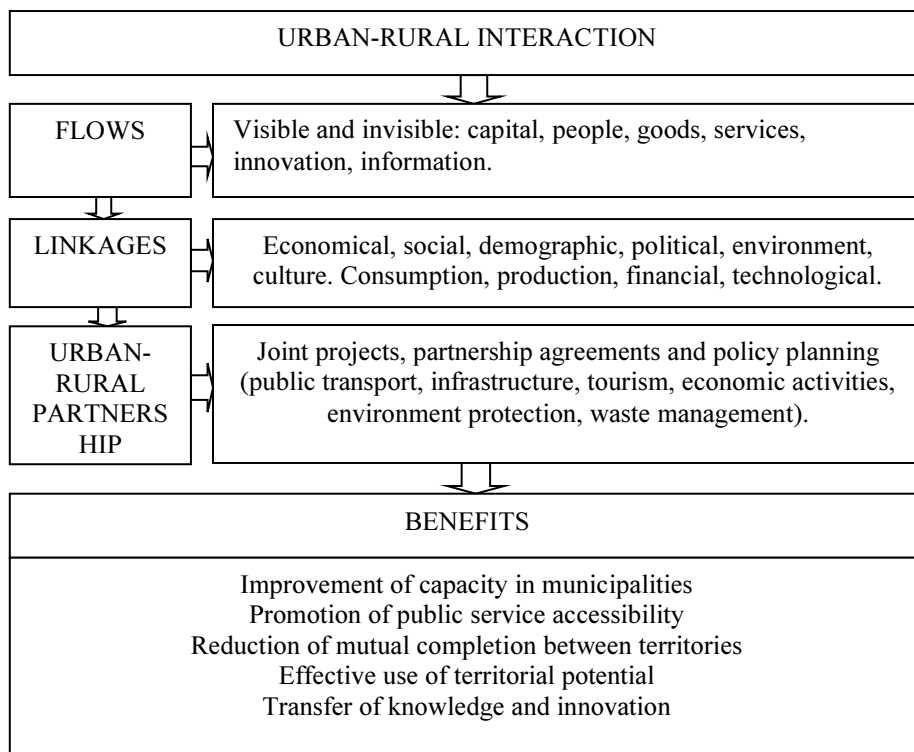 URBAN-RURAL INTERACTION
FLOWS
Visible and invisible: capital, people, goods, services,
innovation, information.
LINKAGES
Economical, social, demographic, political, environment,
culture. Consumption, production, financial, technological.
URBAN-
RURAL
PARTNERS
HIP
Joint projects, partnership agreements and policy planning
(public transport, infrastructure, tourism, economic activities,
environment protection, waste management).
BENEFITS
Improvement of capacity in municipalities
Promotion of public service accessibility
Reduction of mutual completion between territories
Effective use of territorial potential
Transfer of knowledge and innovation